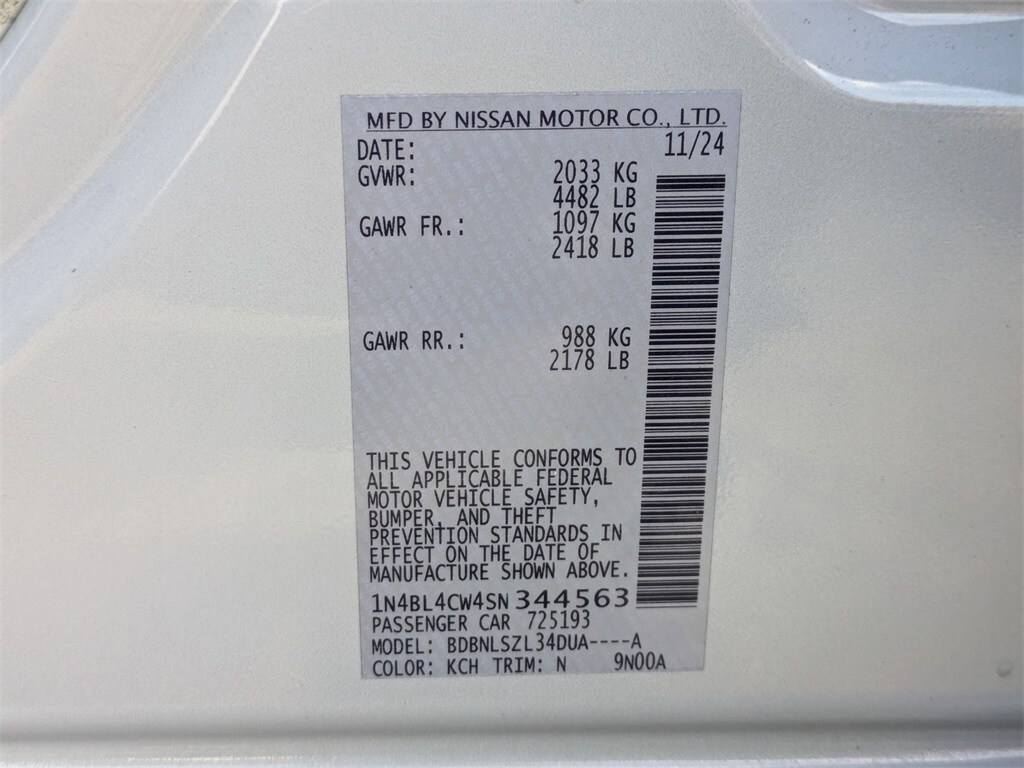 MFD BY NISSAN MOTOR CO., LTD.
DATE: 11/24
GVWR: 2033 KG
4482 LB
GAWR FR.: 1097 KG
2418 LB
GAWR RR.: 988 KG
2178 LB
THIS VEHICLE CONFORMS TO
ALL APPLICABLE FEDERAL
MOTOR VEHICLE SAFETY,
BUMPER, AND THEFT
PREVENTION STANDARDS IN
EFFECT ON THE DATE OF
MANUFACTURE SHOWN ABOVE.
1N4BL4CW4SN344563
PASSENGER CAR 725193
MODEL: BDBNLSZL34DUA----A
COLOR: KCH TRIM: N 9N00A